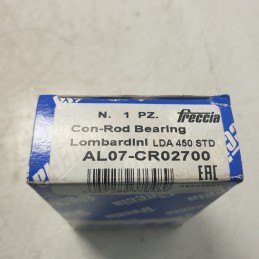 N. 1 PZ. Freccia
Con-Rod Bearing
Lombardini LDA 450 STD
AL07-CR02700
EAC